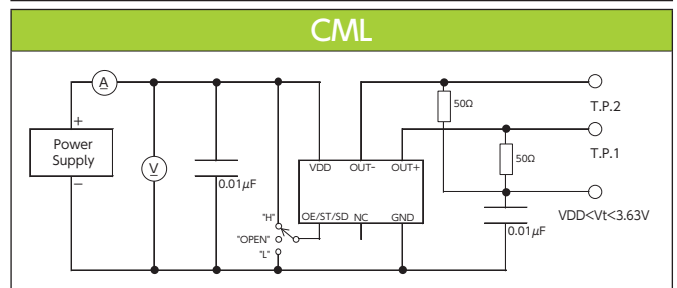 CML
A
+
Power
Supply
−
V
0.01μF
"H"
"OPEN"
"L"
VDD OUT- OUT+
OE/ST/SD NC GND
50Ω
50Ω
T.P.2
T.P.1
VDD<Vt<3.63V
0.01μF